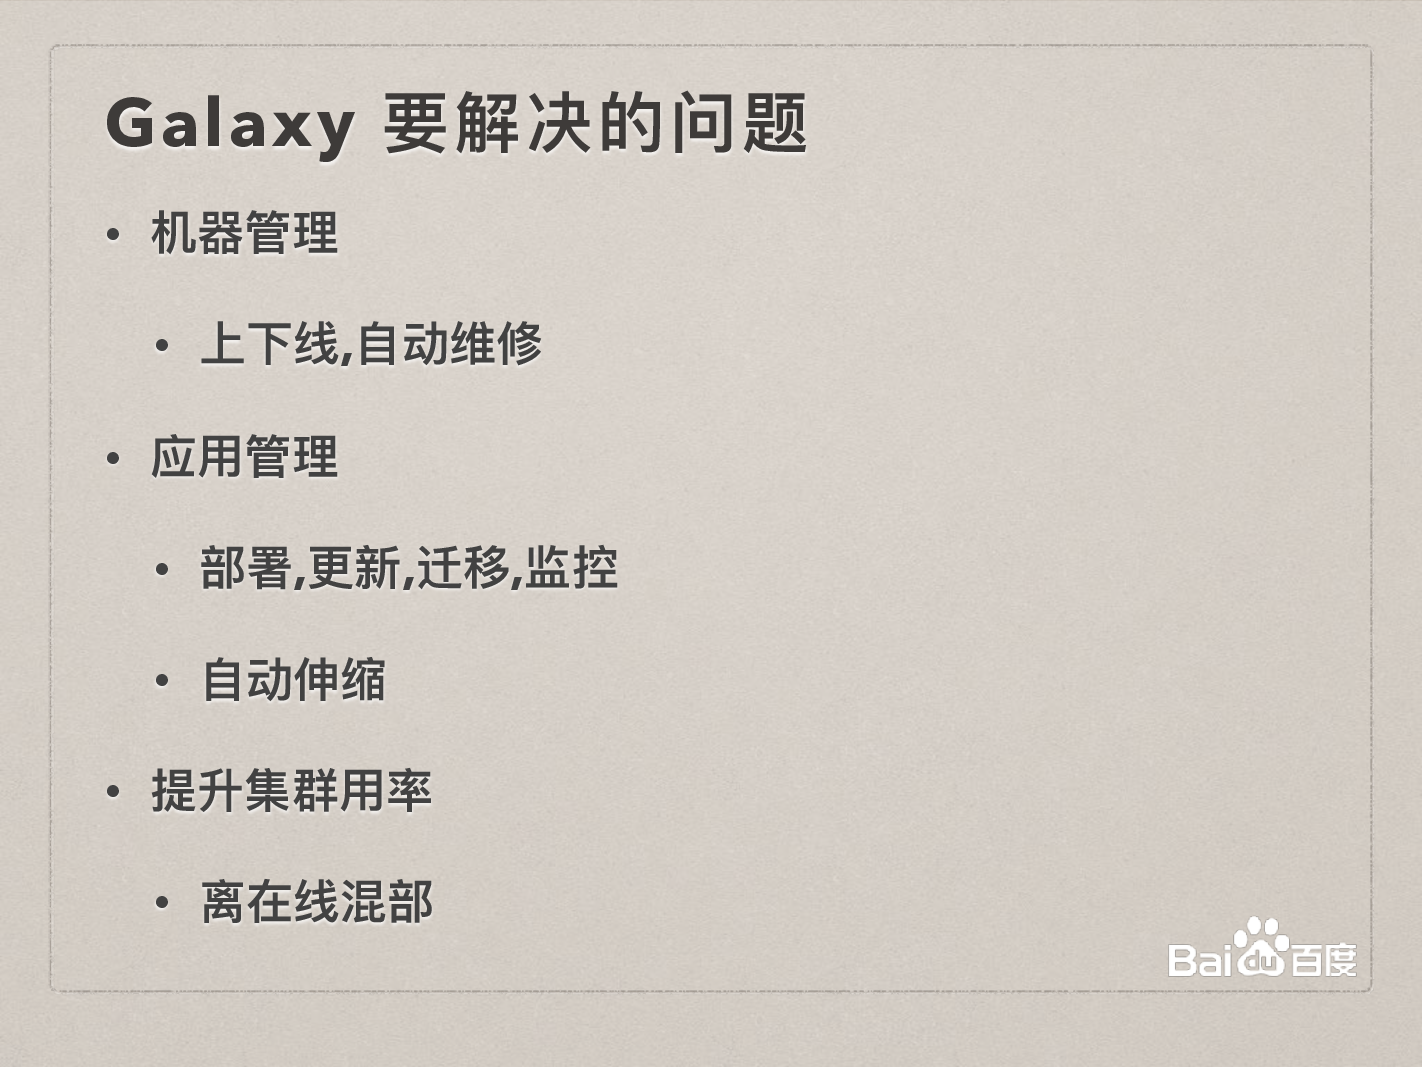 Galaxy 要解决的问题
• 机器管理
• 上下线,自动维修
• 应用管理
• 部署,更新,迁移,监控
• 自动伸缩
• 提升集群用率
• 离在线混部
Bai du 百度